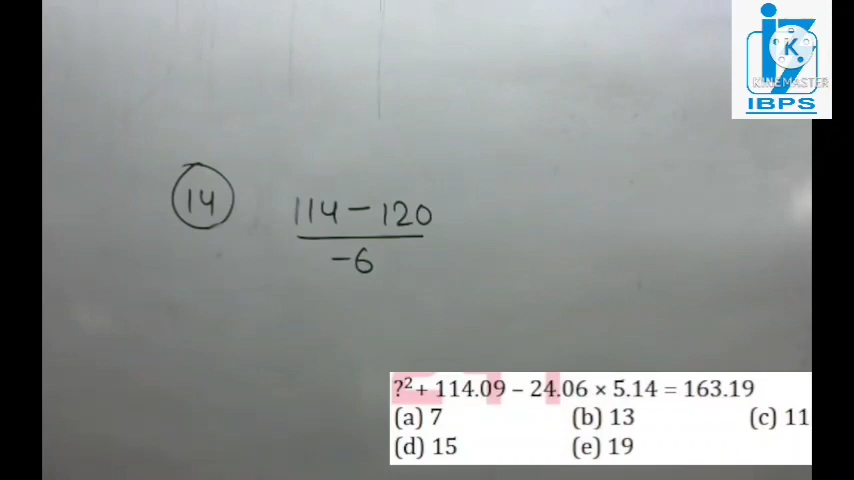 K
KINEMASTER
IBPS
14
114 - 120
-6
?² + 114.09 – 24.06 × 5.14 = 163.19
(a) 7 (b) 13 (c) 11
(d) 15 (e) 19